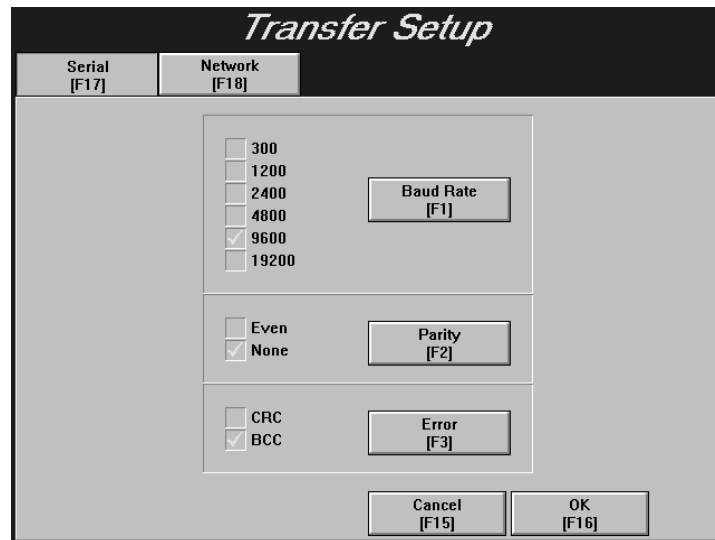 Transfer Setup
Serial
[F17]
Network
[F18]
300
1200
2400
4800
9600
19200
Baud Rate
[F1]
Even
None
Parity
[F2]
CRC
BCC
Error
[F3]
Cancel
[F15]
OK
[F16]